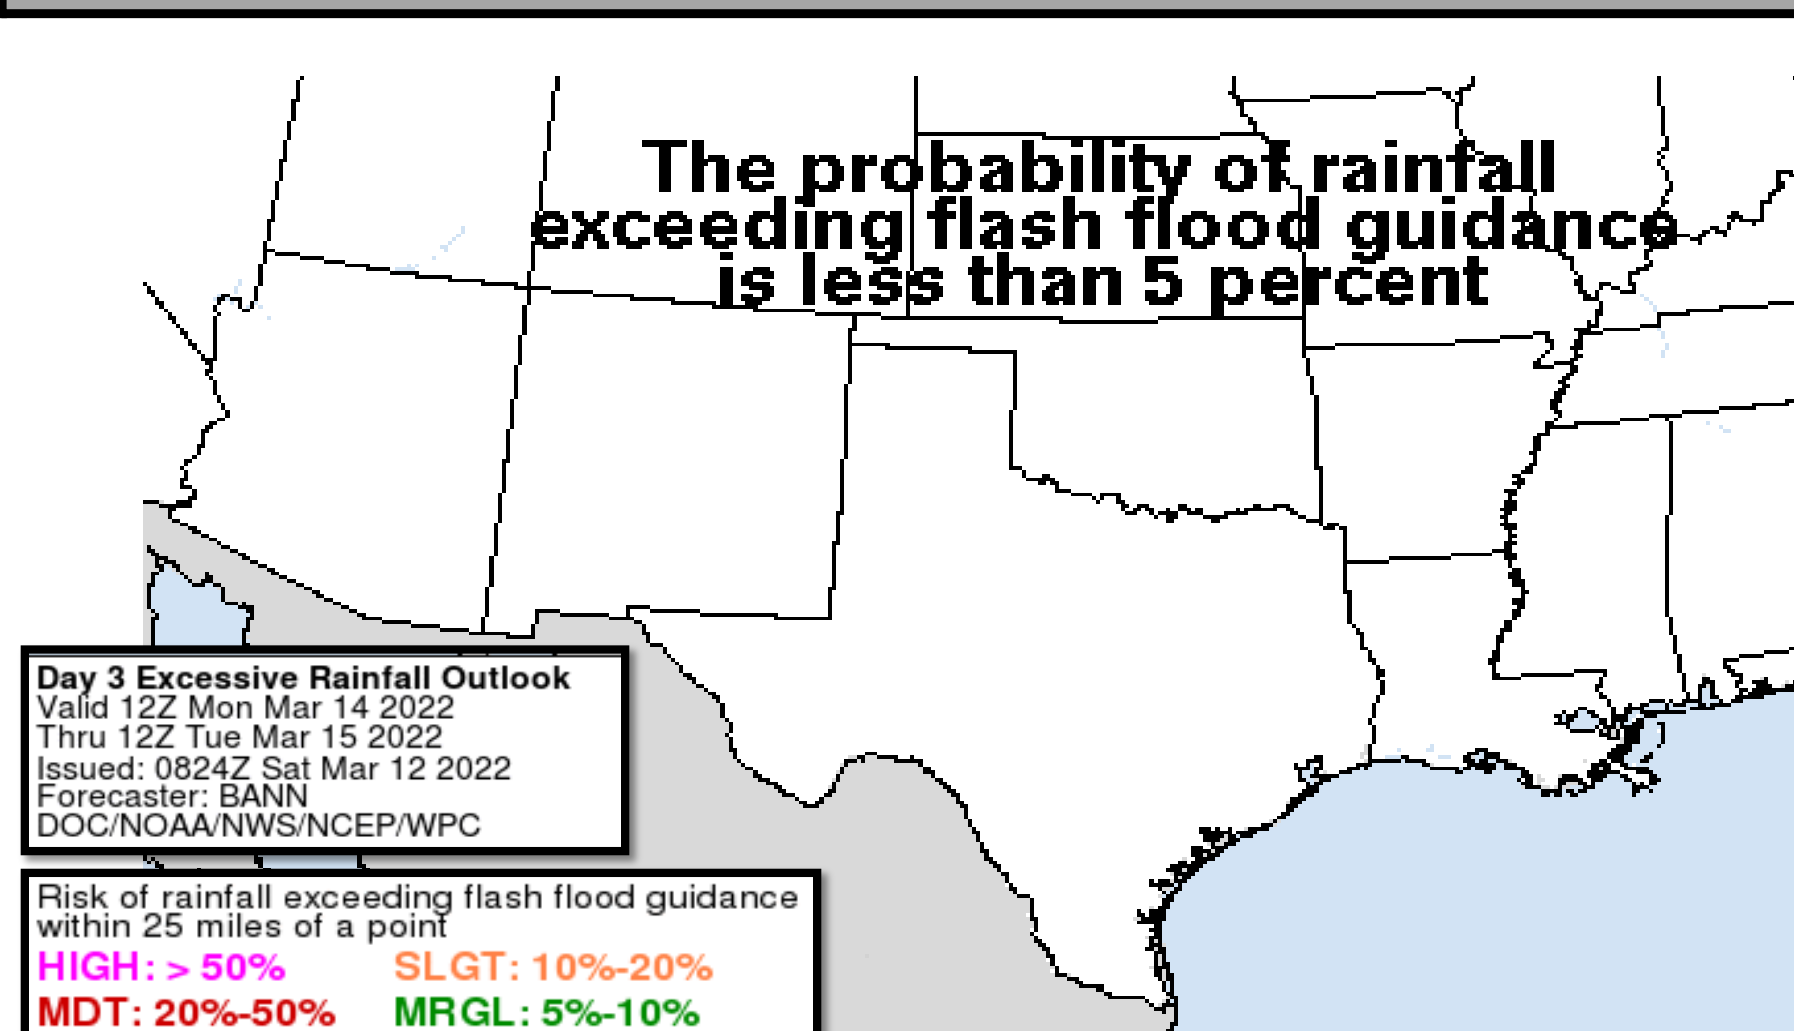 The probability of rainfall
exceeding flash flood guidance
is less than 5 percent
Day 3 Excessive Rainfall Outlook
Valid 12Z Mon Mar 14 2022
Thru 12Z Tue Mar 15 2022
Issued: 0824Z Sat Mar 12 2022
Forecaster: BANN
DOC/NOAA/NWS/NCEP/WPC
Risk of rainfall exceeding flash flood guidance
within 25 miles of a point
HIGH: > 50% SLGT: 10%-20%
MDT: 20%-50% MRGL: 5%-10%